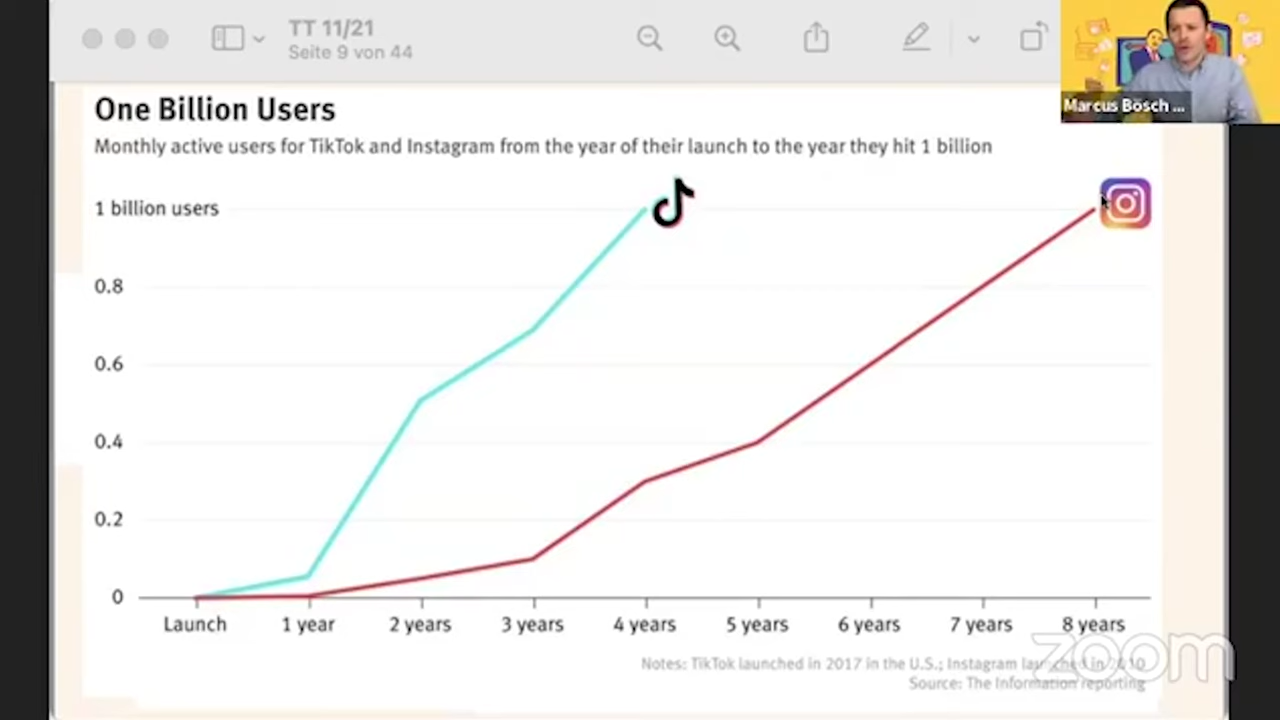 TT 11/21
Seite 9 von 44
Marcus Bösch ...
One Billion Users
Monthly active users for TikTok and Instagram from the year of their launch to the year they hit 1 billion
1 billion users
0.8
0.6
0.4
0.2
0
Launch
1 year
2 years
3 years
4 years
5 years
6 years
7 years
8 years
Notes: TikTok launched in 2017 in the U.S.; Instagram launched in 2010
Source: The Information reporting
zoom